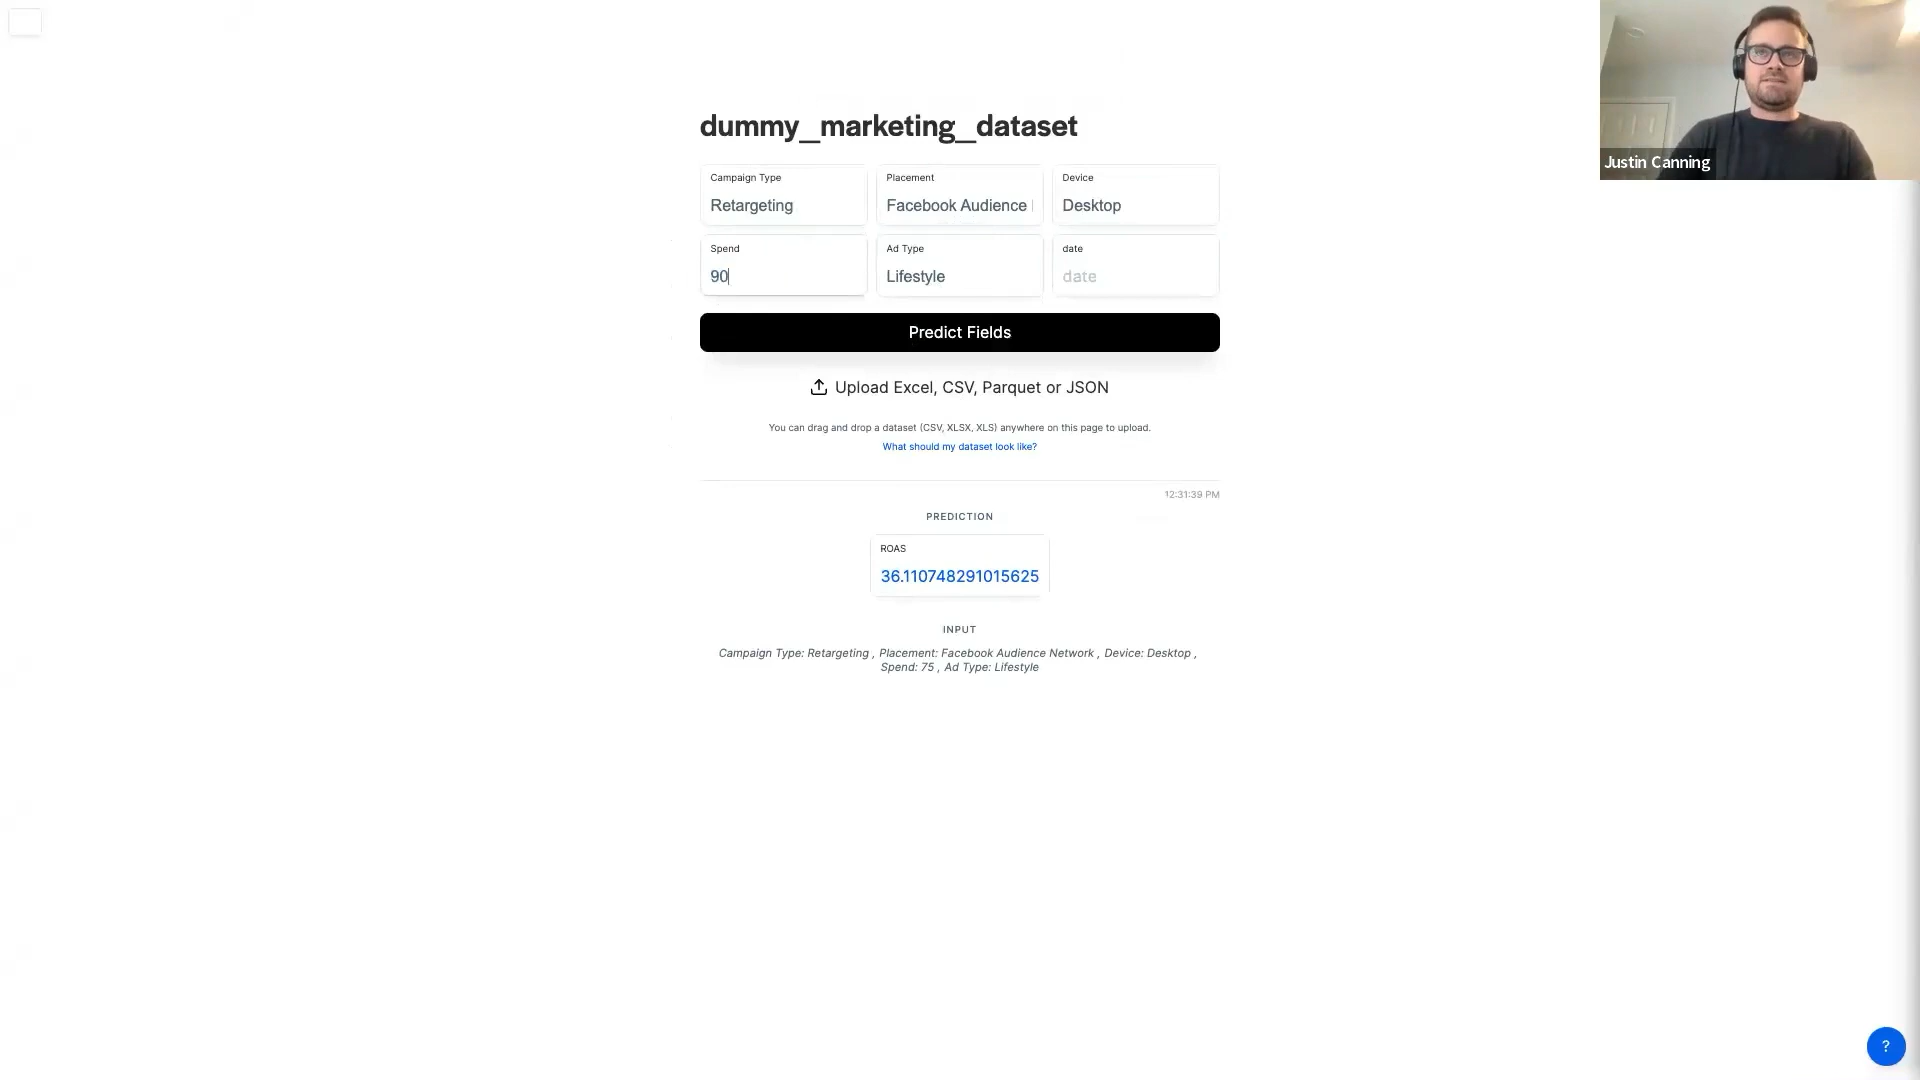 Justin Canning
dummy_marketing_dataset
Campaign Type
Placement
Device
Retargeting
Facebook Audience
Desktop
Spend
Ad Type
date
90
Lifestyle
date
Predict Fields
Upload Excel, CSV, Parquet or JSON
You can drag and drop a dataset (CSV, XLSX, XLS) anywhere on this page to upload.
What should my dataset look like?
12:31:39 PM
PREDICTION
ROAS
36.110748291015625
INPUT
Campaign Type: Retargeting , Placement: Facebook Audience Network , Device: Desktop ,
Spend: 75 , Ad Type: Lifestyle
?